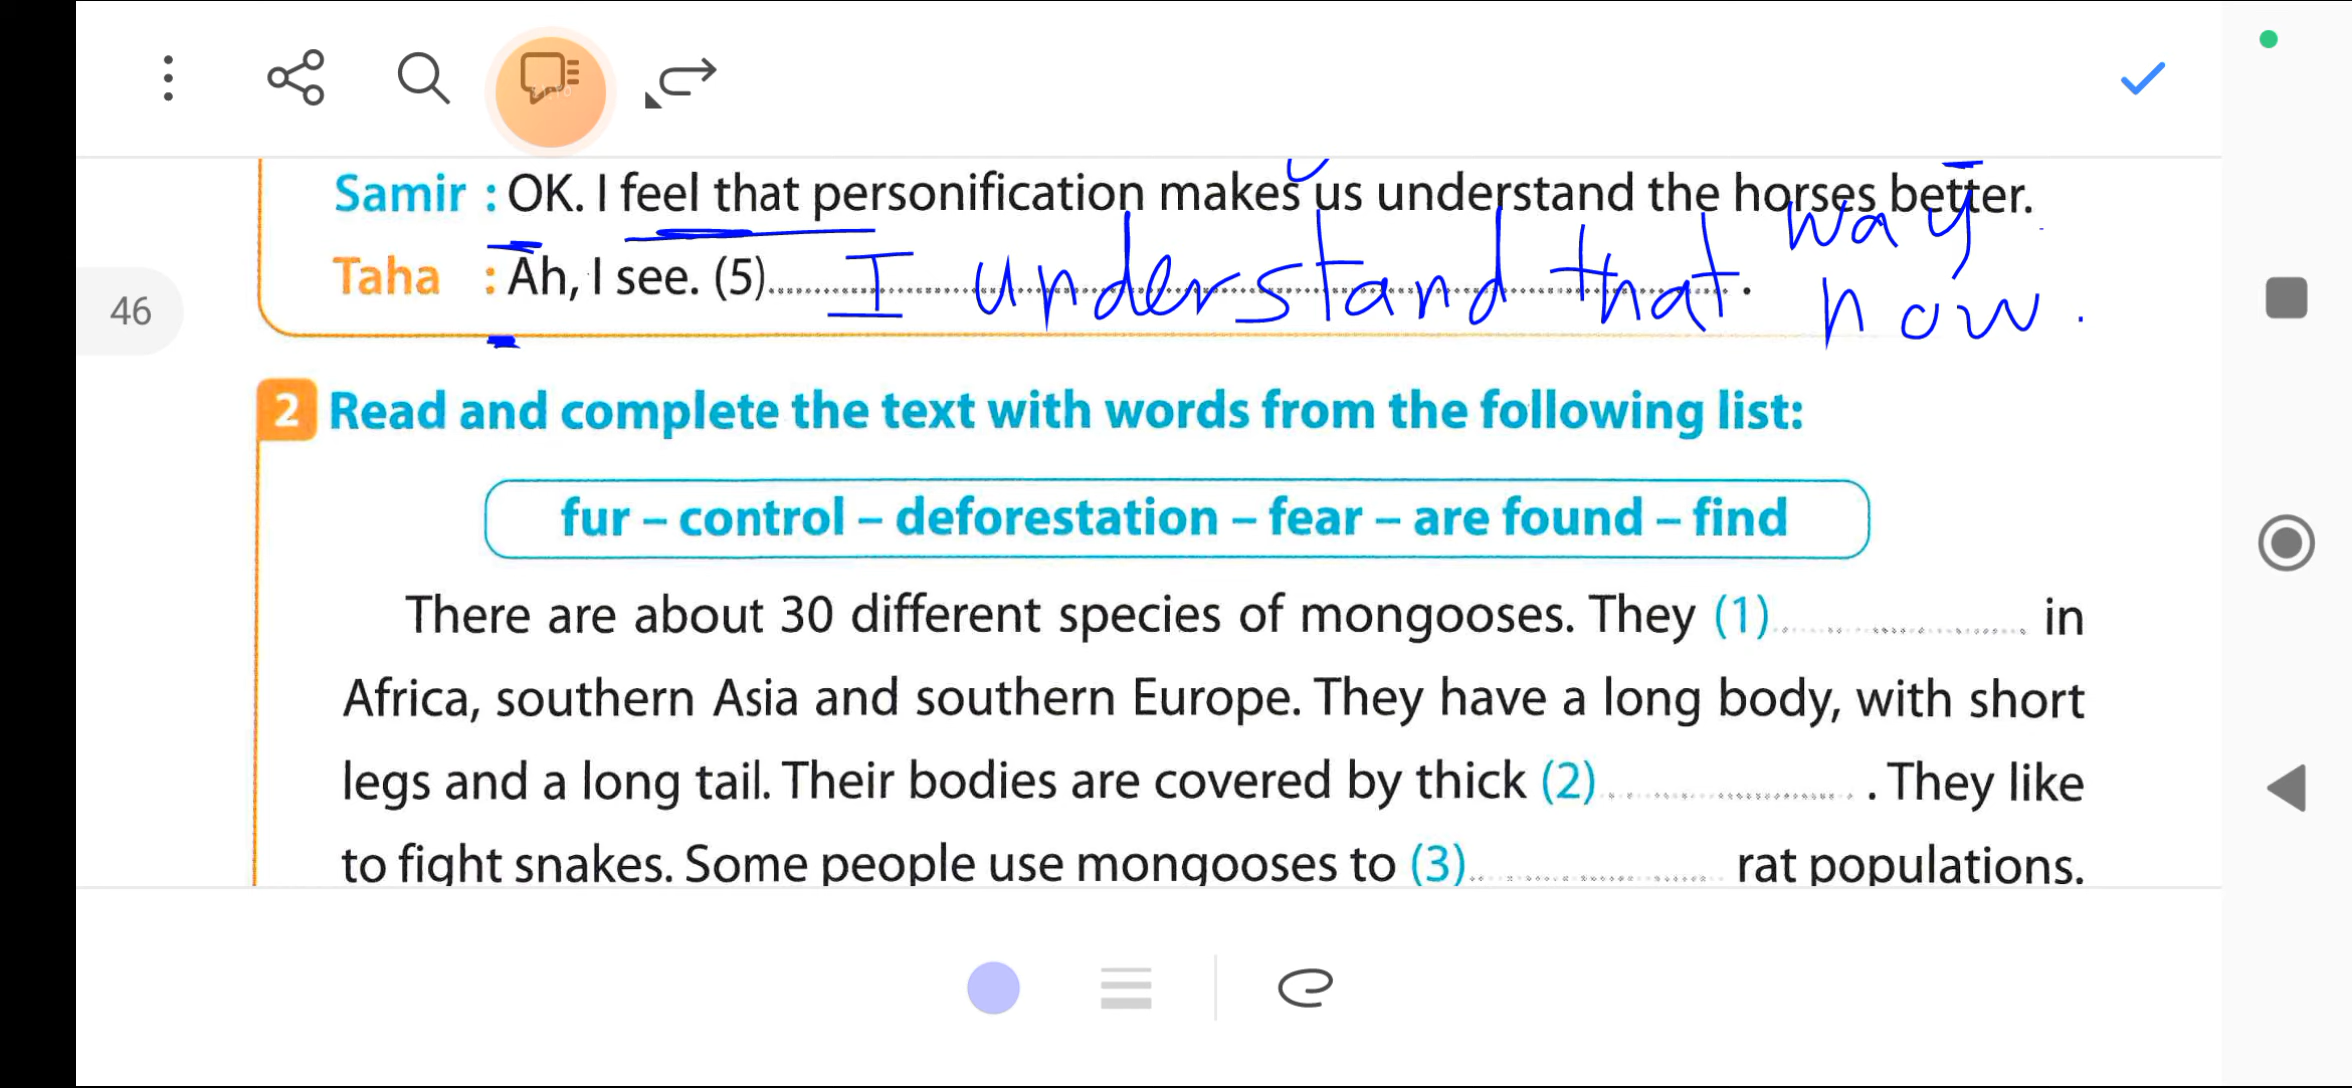 Samir : OK. I feel that personification makes us understand the horses better.
way
Taha : Ah, I see. (5)........ I understand that .
now.
46
2 Read and complete the text with words from the following list:
fur – control – deforestation – fear – are found – find
There are about 30 different species of mongooses. They (1)........ in
Africa, southern Asia and southern Europe. They have a long body, with short
legs and a long tail. Their bodies are covered by thick (2)........ . They like
to fight snakes. Some people use mongooses to (3)........ rat populations.